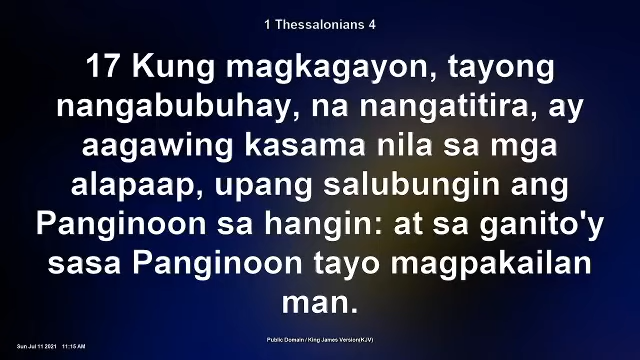 1 Thessalonians 4
17 Kung magkagayon, tayong
nangabubuhay, na nangatitira, ay
aagawing kasama nila sa mga
alapaap, upang salubungin ang
Panginoon sa hangin: at sa ganito'y
sasa Panginoon tayo magpakailan
man.
Public Domain / King James Version(KJV)
Sun Jul 11 2021 11:15 AM